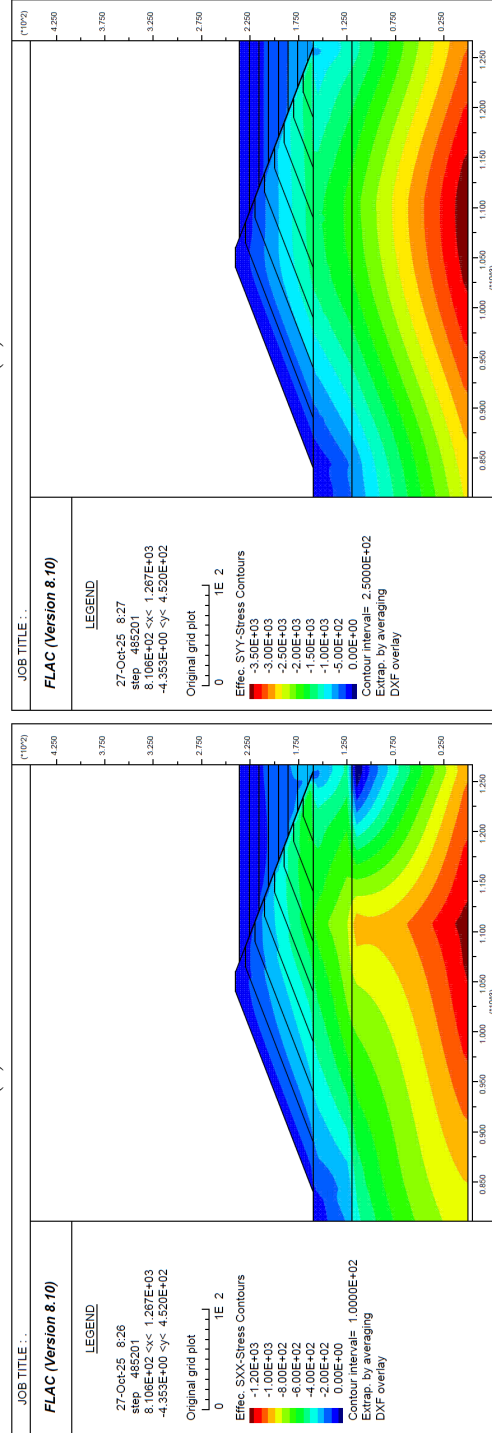 JOB TITLE : .
(*10^2)
FLAC (Version 8.10)
LEGEND
27-Oct-25 8:26
step 485201
8.106E+02 <x< 1.267E+03
-4.353E+00 <y< 4.520E+02
Original grid plot
0 1E 2
Effec. SXX-Stress Contours
-1.20E+03
-1.00E+03
-8.00E+02
-6.00E+02
-4.00E+02
-2.00E+02
0.00E+00
Contour interval= 1.0000E+02
Extrap. by averaging
DXF overlay
4.250
3.750
3.250
2.750
2.250
1.750
1.250
0.750
0.250
0.850 0.900 0.950 1.000 1.050 1.100 1.150 1.200 1.250
JOB TITLE : .
(*10^2)
FLAC (Version 8.10)
LEGEND
27-Oct-25 8:27
step 485201
8.106E+02 <x< 1.267E+03
-4.353E+00 <y< 4.520E+02
Original grid plot
0 1E 2
Effec. SYY-Stress Contours
-3.50E+03
-3.00E+03
-2.50E+03
-2.00E+03
-1.50E+03
-1.00E+03
-5.00E+02
0.00E+00
Contour interval= 2.5000E+02
Extrap. by averaging
DXF overlay
4.250
3.750
3.250
2.750
2.250
1.750
1.250
0.750
0.250
0.850 0.900 0.950 1.000 1.050 1.100 1.150 1.200 1.250